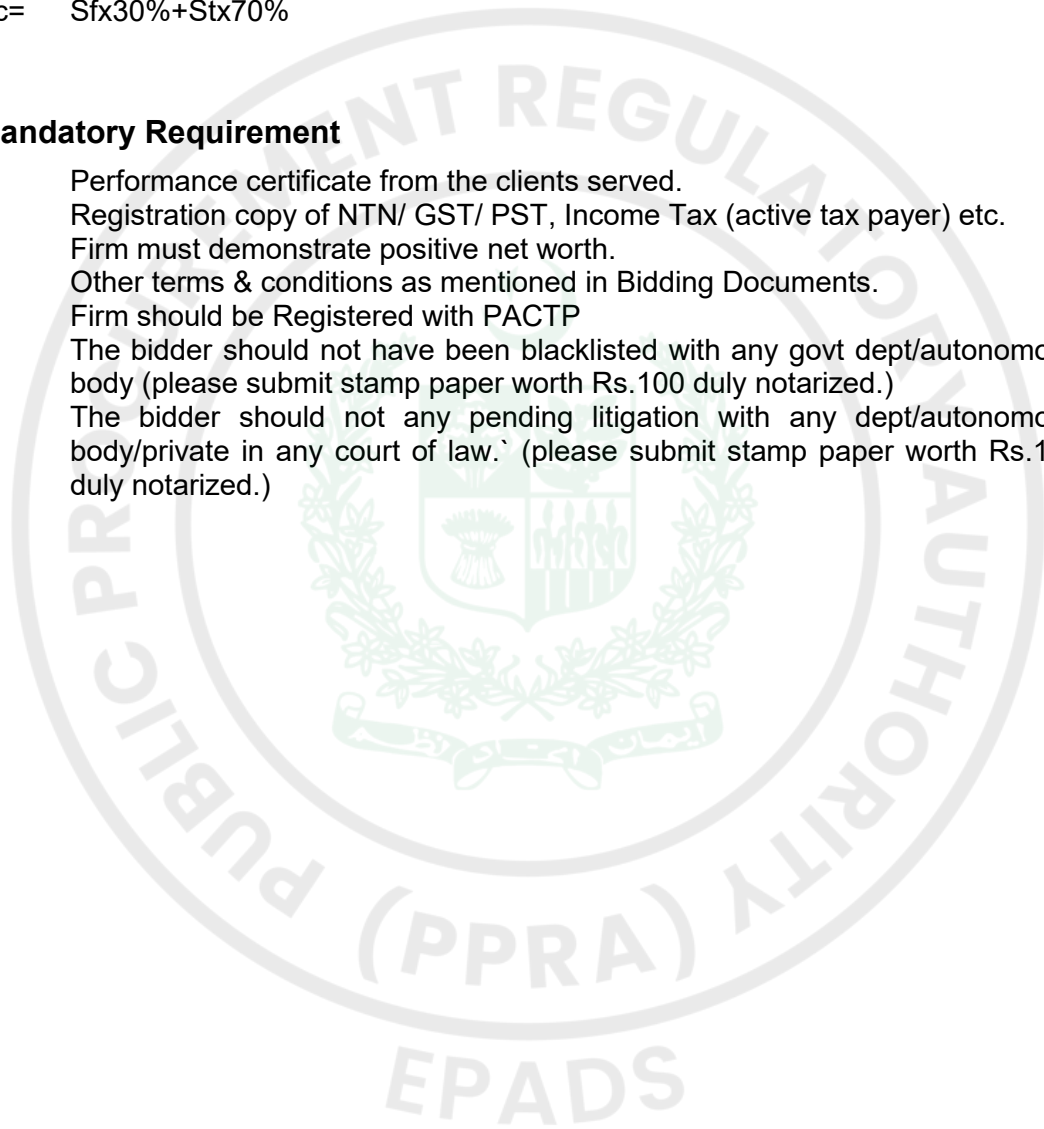 c= Sfx30%+Stx70%
andatory Requirement
Performance certificate from the clients served.
Registration copy of NTN/ GST/ PST, Income Tax (active tax payer) etc.
Firm must demonstrate positive net worth.
Other terms & conditions as mentioned in Bidding Documents.
Firm should be Registered with PACTP
The bidder should not have been blacklisted with any govt dept/autonomo
body (please submit stamp paper worth Rs.100 duly notarized.)
The bidder should not any pending litigation with any dept/autonomo
body/private in any court of law.` (please submit stamp paper worth Rs.1
duly notarized.)
PUBLIC PROCUREMENT REGULATORY AUTHORITY
(PPRA)
EPADS